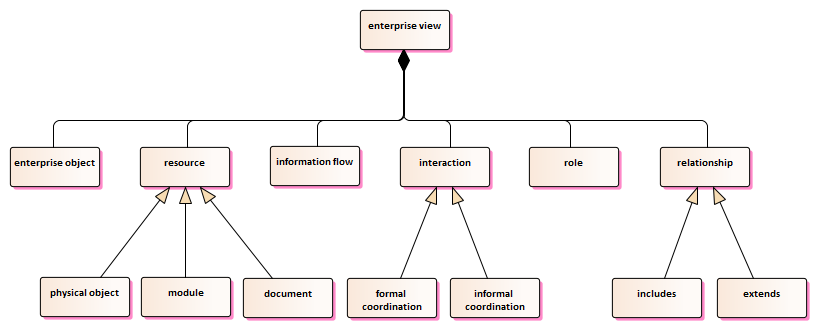 enterprise view
enterprise object
resource
information flow
interaction
role
relationship
physical object
module
document
formal
coordination
informal
coordination
includes
extends